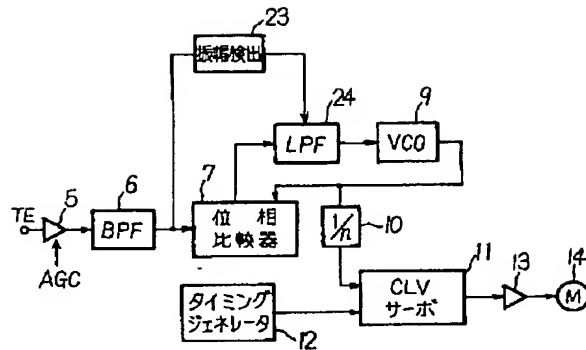 23
振幅検出
24
LPF
9
VCO
7
位相
比較器
6
BPF
5
TE
AGC
1/n
10
11
CLV
サーボ
13
14
M
タイミング
ジェネレータ
12